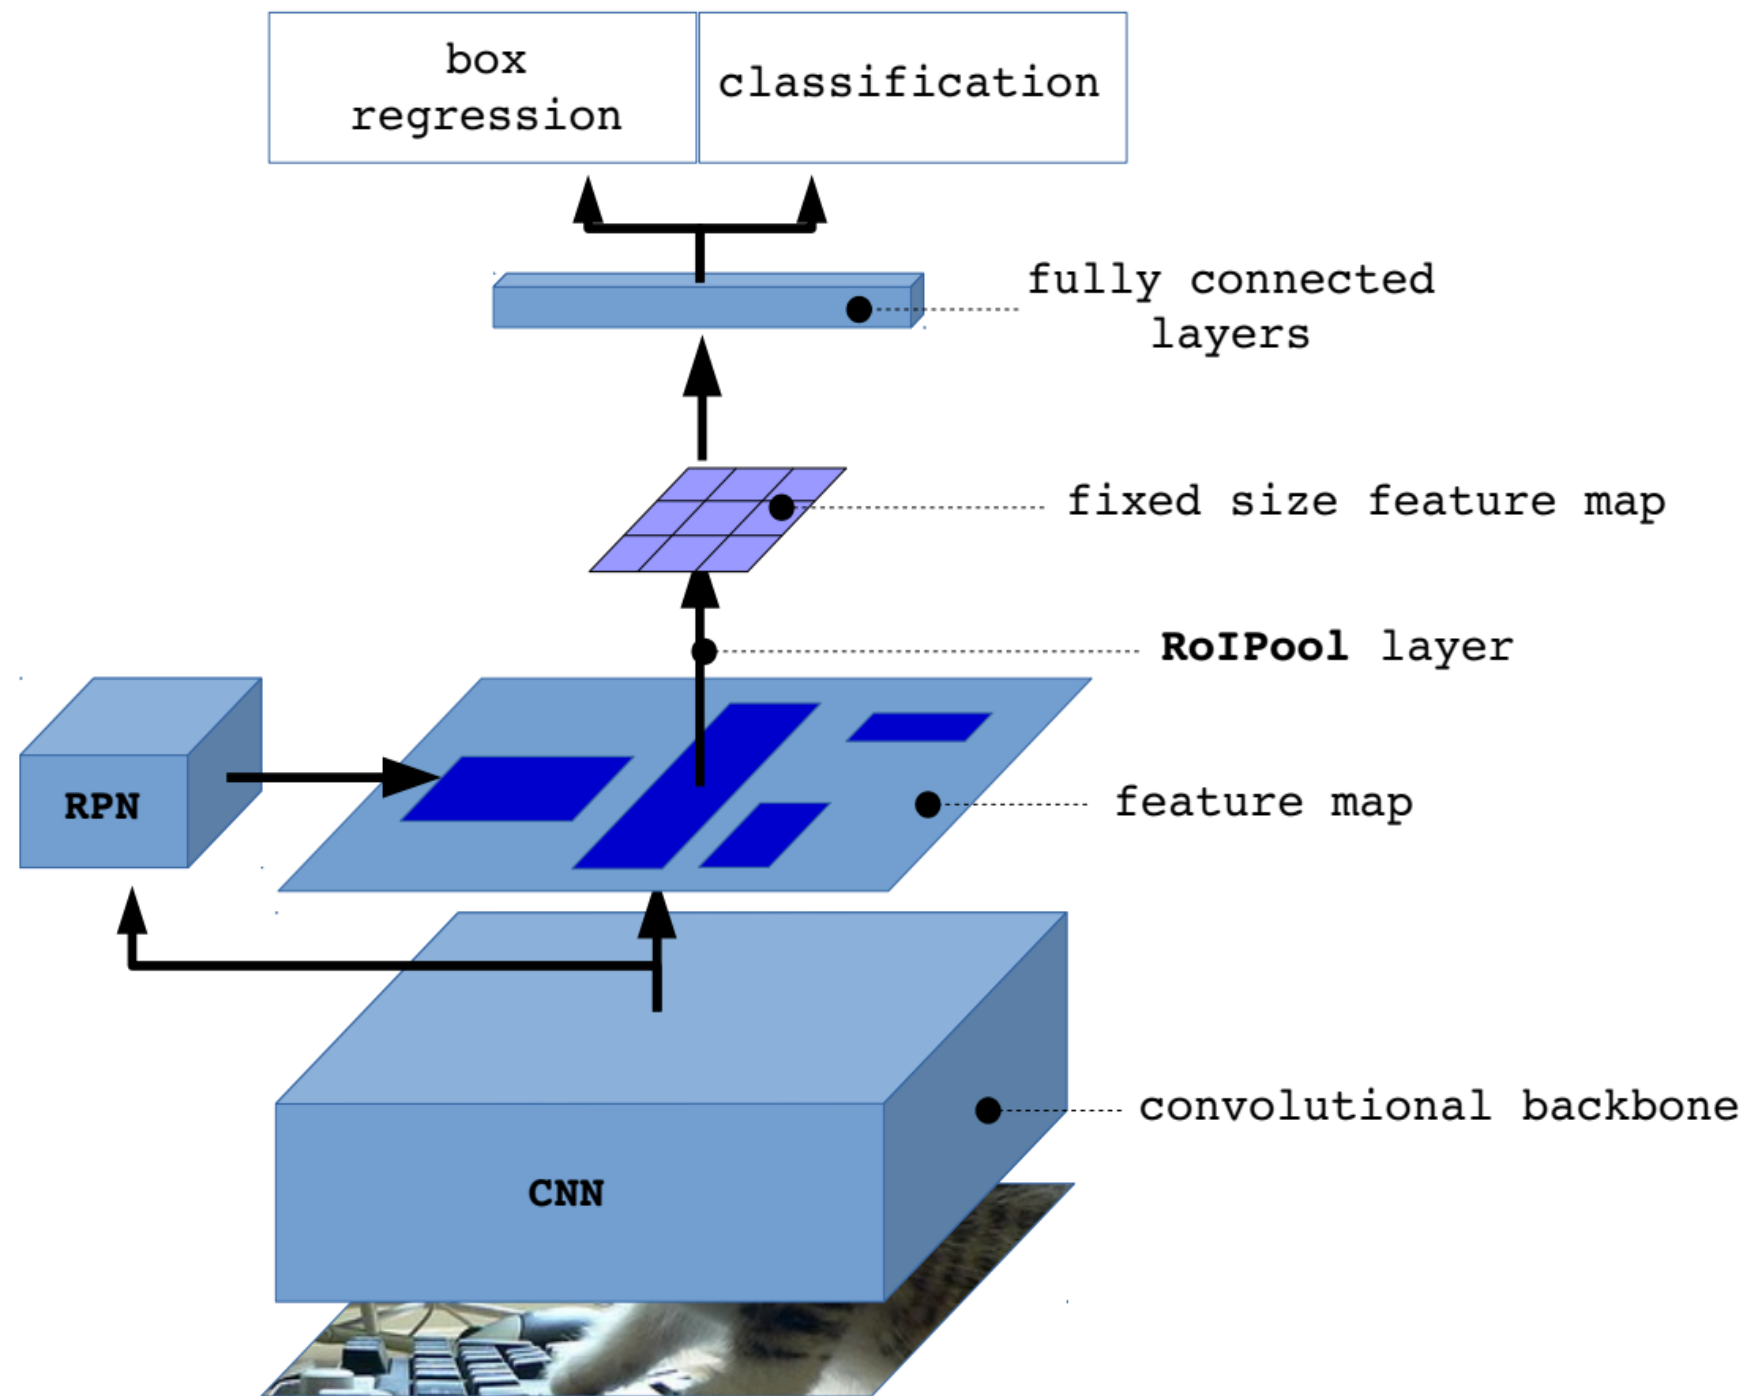 box
regression
classification
fully connected
layers
fixed size feature map
RoIPool layer
RPN
feature map
convolutional backbone
CNN